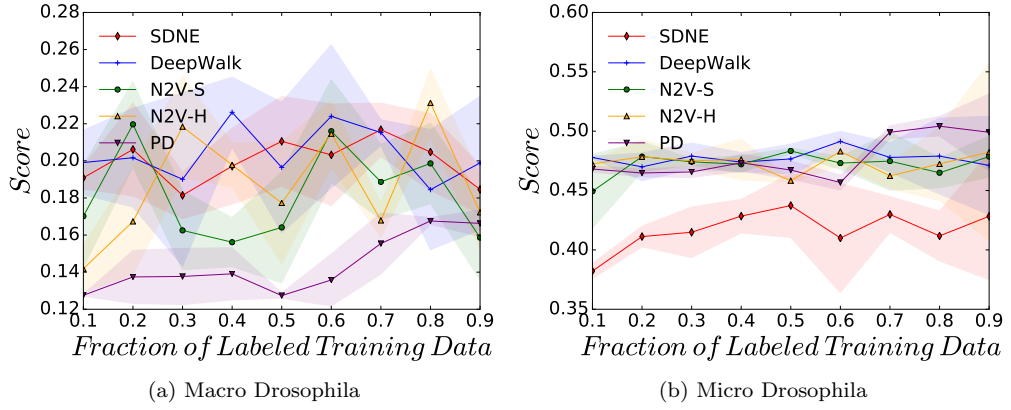 0.28
0.26
0.24
0.22
0.20
0.18
0.16
0.14
0.12
Score
SDNE
DeepWalk
N2V-S
N2V-H
PD
0.1 0.2 0.3 0.4 0.5 0.6 0.7 0.8 0.9
Fraction of Labeled Training Data
(a) Macro Drosophila
0.60
0.55
0.50
0.45
0.40
0.35
Score
SDNE
DeepWalk
N2V-S
N2V-H
PD
0.1 0.2 0.3 0.4 0.5 0.6 0.7 0.8 0.9
Fraction of Labeled Training Data
(b) Micro Drosophila